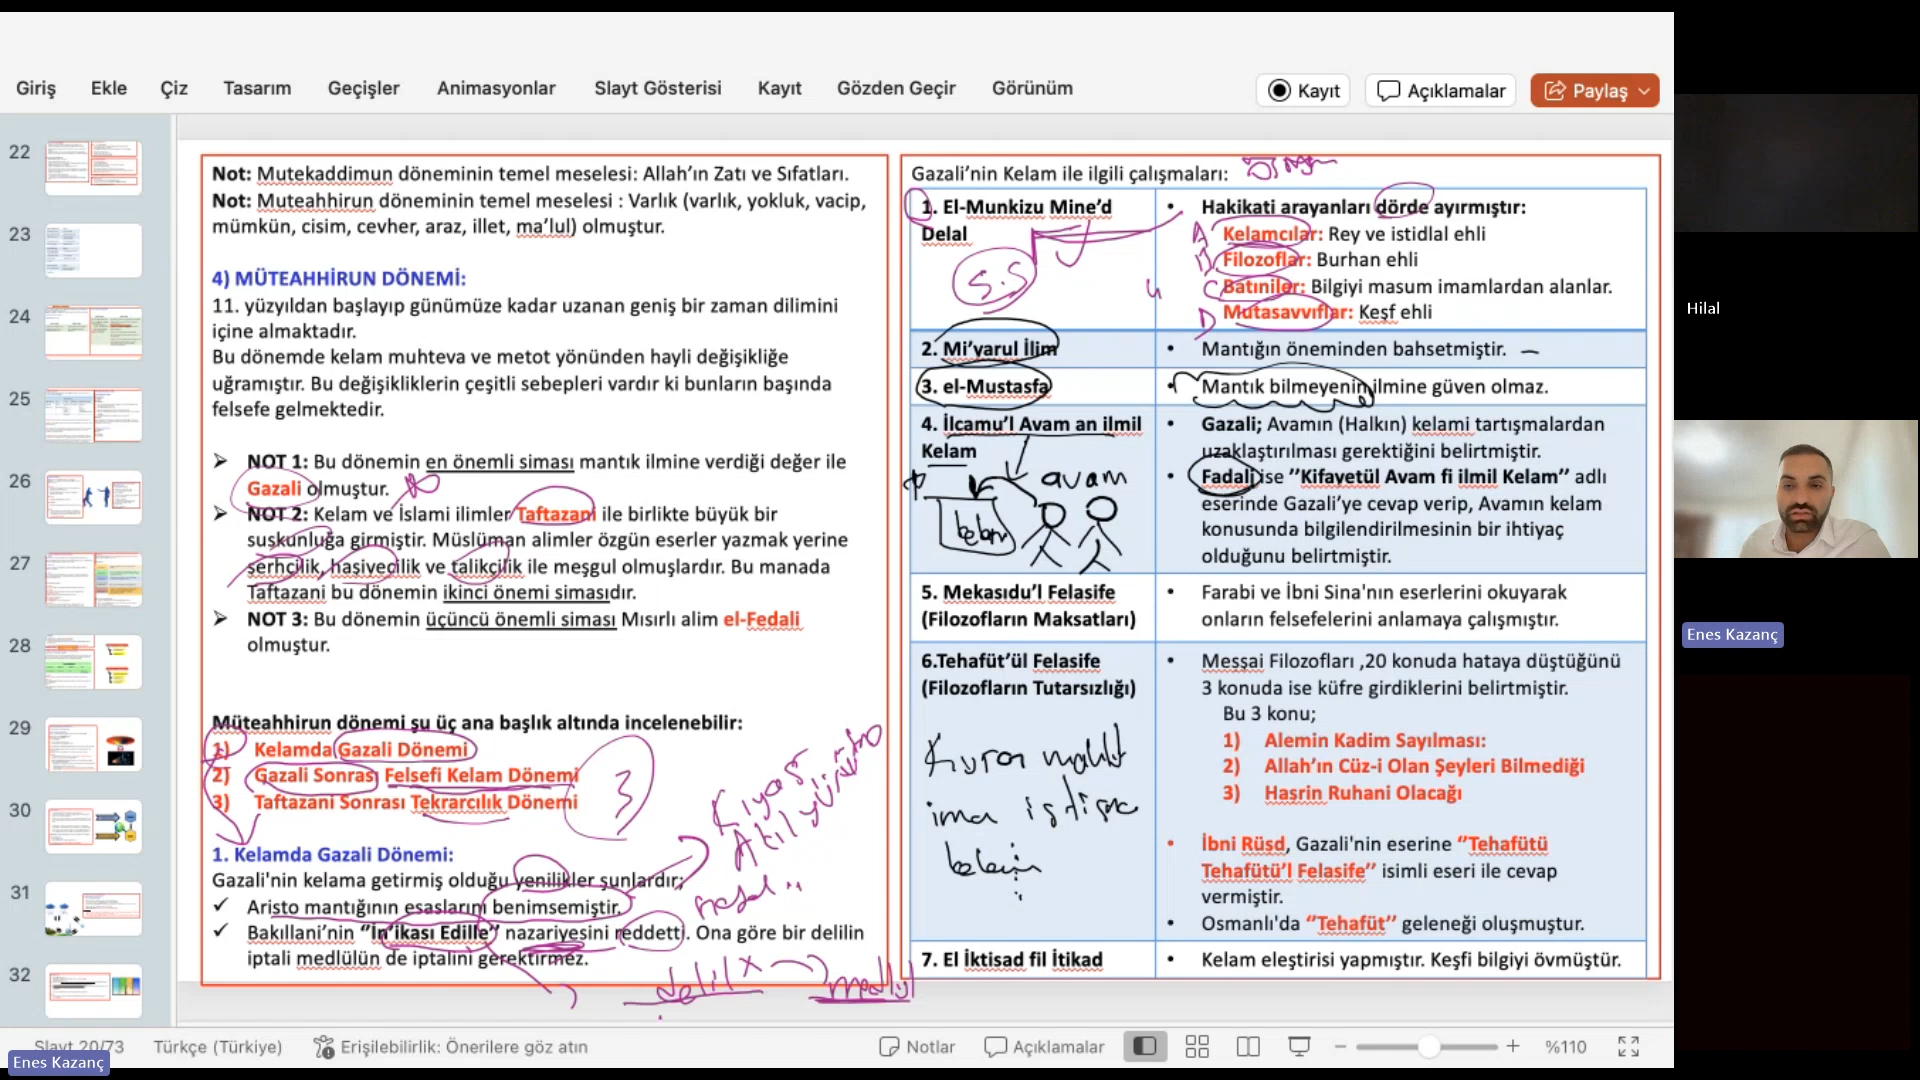 Giriş Ekle Çiz Tasarım Geçişler Animasyonlar Slayt Gösterisi Kayıt Gözden Geçir Görünüm
Kayıt Açıklamalar Paylaş
22
23
24
25
26
27
28
29
30
31
32
Not: Mutekaddimun döneminin temel meselesi: Allah’ın Zatı ve Sıfatları.
Not: Muteahhirun döneminin temel meselesi : Varlık (varlık, yokluk, vacip,
mümkün, cisim, cevher, araz, illet, ma’lul) olmuştur.
4) MÜTEAHHİRUN DÖNEMİ:
11. yüzyıldan başlayıp günümüze kadar uzanan geniş bir zaman dilimini
içine almaktadır.
Bu dönemde kelam muhteva ve metot yönünden hayli değişikliğe
uğramıştır. Bu değişikliklerin çeşitli sebepleri vardır ki bunların başında
felsefe gelmektedir.
NOT 1: Bu dönemin en önemli siması mantık ilmine verdiği değer ile
Gazali olmuştur.
NOT 2: Kelam ve İslami ilimler Taftazani ile birlikte büyük bir
suskunluğa girmiştir. Müslüman alimler özgün eserler yazmak yerine
şerhcilik, haşiyecilik ve talikçilik ile meşgul olmuşlardır. Bu manada
Taftazani bu dönemin ikinci önemi simasıdır.
NOT 3: Bu dönemin üçüncü önemli siması Mısırlı alim el-Fedali
olmuştur.
Müteahhirun dönemi şu üç ana başlık altında incelenebilir:
1) Kelamda Gazali Dönemi
2) Gazali Sonrası Felsefi Kelam Dönemi
3) Taftazani Sonrası Tekrarcılık Dönemi
3
Kıyas
Akıl yürütme
1. Kelamda Gazali Dönemi:
Gazali'nin kelama getirmiş olduğu yenilikler şunlardır;
Aristo mantığının esaslarını benimsemiştir.
Bakıllani’nin “İn’ikası Edille” nazariyesini reddetti. Ona göre bir delilin
iptali medlülün de iptalini gerektirmez.
delil x medlul
Gazali’nin Kelam ile ilgili çalışmaları:
1. El-Munkizu Mine’d
Delal
S.S
Hakikati arayanları dörde ayırmıştır:
A Kelamcılar: Rey ve istidlal ehli
Filozoflar: Burhan ehli
C Batıniler: Bilgiyi masum imamlardan alanlar.
D Mutasavvıflar: Keşf ehli
2. Mi’yarul İlim
Mantığın öneminden bahsetmiştir.
3. el-Mustasfa
Mantık bilmeyenin ilmine güven olmaz.
4. İlcamu’l Avam an ilmil
Kelam
avam
kelam
Gazali; Avamın (Halkın) kelami tartışmalardan
uzaklaştırılması gerektiğini belirtmiştir.
Fadali ise ’’Kifayetül Avam fi ilmil Kelam’’ adlı
eserinde Gazali’ye cevap verip, Avamın kelam
konusunda bilgilendirilmesinin bir ihtiyaç
olduğunu belirtmiştir.
5. Mekasıdu’l Felasife
(Filozofların Maksatları)
Farabi ve İbni Sina'nın eserlerini okuyarak
onların felsefelerini anlamaya çalışmıştır.
6.Tehafüt’ül Felasife
(Filozofların Tutarsızlığı)
Meşşai Filozofları ,20 konuda hataya düştüğünü
3 konuda ise küfre girdiklerini belirtmiştir.
Bu 3 konu;
1) Alemin Kadim Sayılması:
2) Allah’ın Cüz-i Olan Şeyleri Bilmediği
3) Haşrin Ruhani Olacağı
İbni Rüşd, Gazali'nin eserine ‘’Tehafütü
Tehafütü’l Felasife’’ isimli eseri ile cevap
vermiştir.
Osmanlı'da ‘’Tehafüt’’ geleneği oluşmuştur.
7. El İktisad fil İtikad
Kelam eleştirisi yapmıştır. Keşfi bilgiyi övmüştür.
Slayt 20/73 Türkçe (Türkiye) Erişilebilirlik: Önerilere göz atın Notlar Açıklamalar %110
Enes Kazanç
Hilal
Enes Kazanç